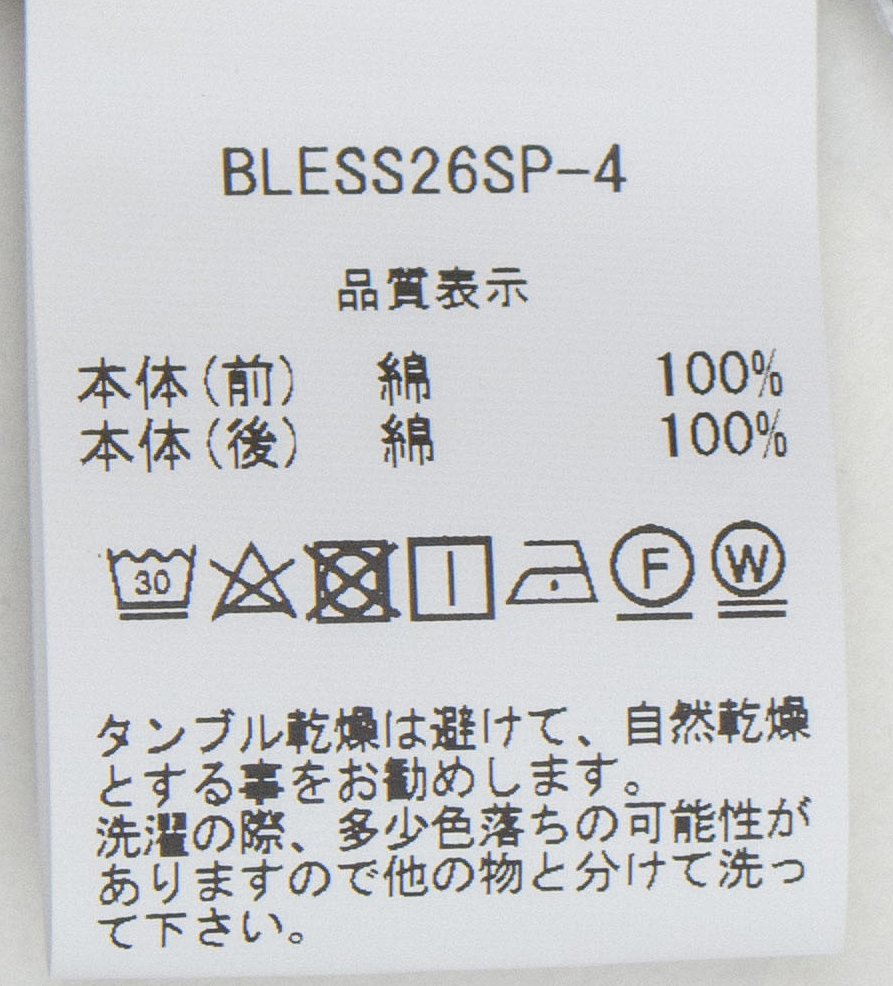 BLESS26SP-4
品質表示
本体(前) 綿 100%
本体(後) 綿 100%
30 F W
タンブル乾燥は避けて、自然乾燥
とする事をお勧めします。
洗濯の際、多少色落ちの可能性が
ありますので他の物と分けて洗っ
て下さい。